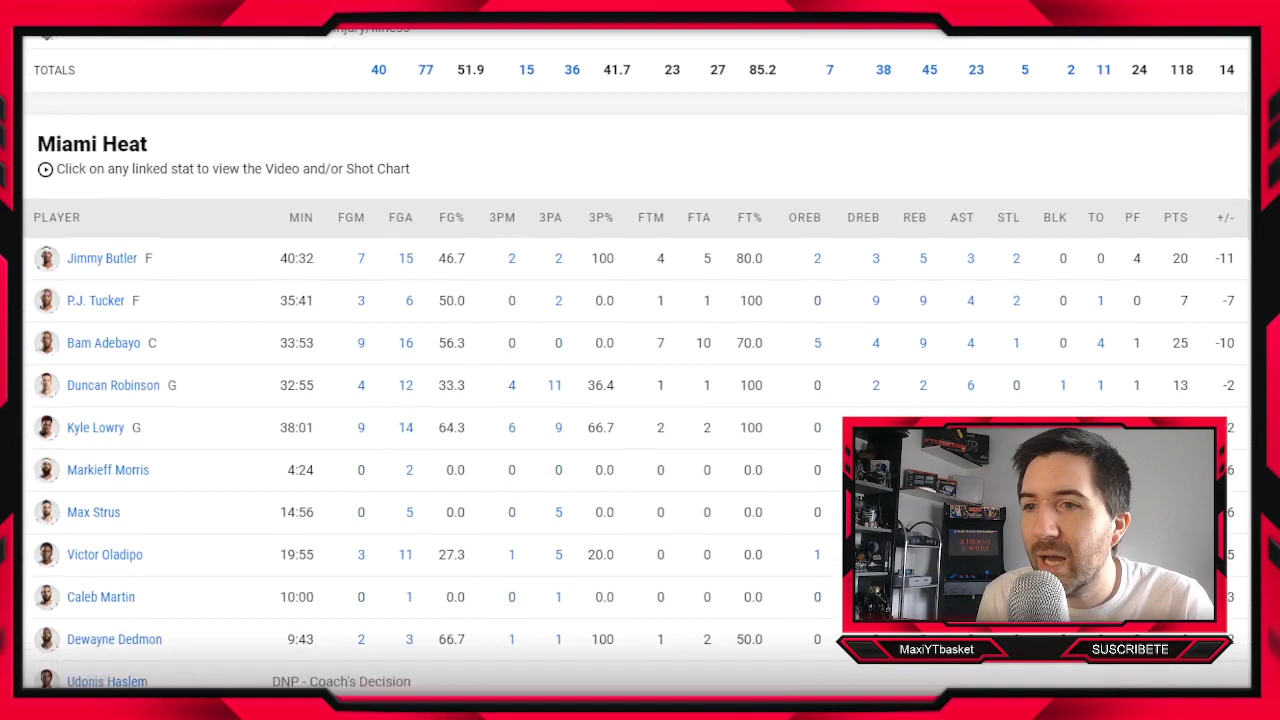 TOTALS 40 77 51.9 15 36 41.7 23 27 85.2 7 38 45 23 5 2 11 24 118 14
Miami Heat
Click on any linked stat to view the Video and/or Shot Chart
PLAYER MIN FGM FGA FG% 3PM 3PA 3P% FTM FTA FT% OREB DREB REB AST STL BLK TO PF PTS +/-
Jimmy Butler F 40:32 7 15 46.7 2 2 100 4 5 80.0 2 3 5 3 2 0 0 4 20 -11
P.J. Tucker F 35:41 3 6 50.0 0 2 0.0 1 1 100 0 9 9 4 2 0 1 0 7 -7
Bam Adebayo C 33:53 9 16 56.3 0 0 0.0 7 10 70.0 5 4 9 4 1 0 4 1 25 -10
Duncan Robinson G 32:55 4 12 33.3 4 11 36.4 1 1 100 0 2 2 6 0 1 1 1 13 -2
Kyle Lowry G 38:01 9 14 64.3 6 9 66.7 2 2 100 0 2
Markieff Morris 4:24 0 2 0.0 0 0 0.0 0 0 0.0 0 6
Max Strus 14:56 0 5 0.0 0 5 0.0 0 0 0.0 0 6
Victor Oladipo 19:55 3 11 27.3 1 5 20.0 0 0 0.0 1 5
Caleb Martin 10:00 0 1 0.0 0 1 0.0 0 0 0.0 0 3
Dewayne Dedmon 9:43 2 3 66.7 1 1 100 1 2 50.0 0
Udonis Haslem DNP - Coach's Decision
MaxiYTbasket SUSCRIBETE